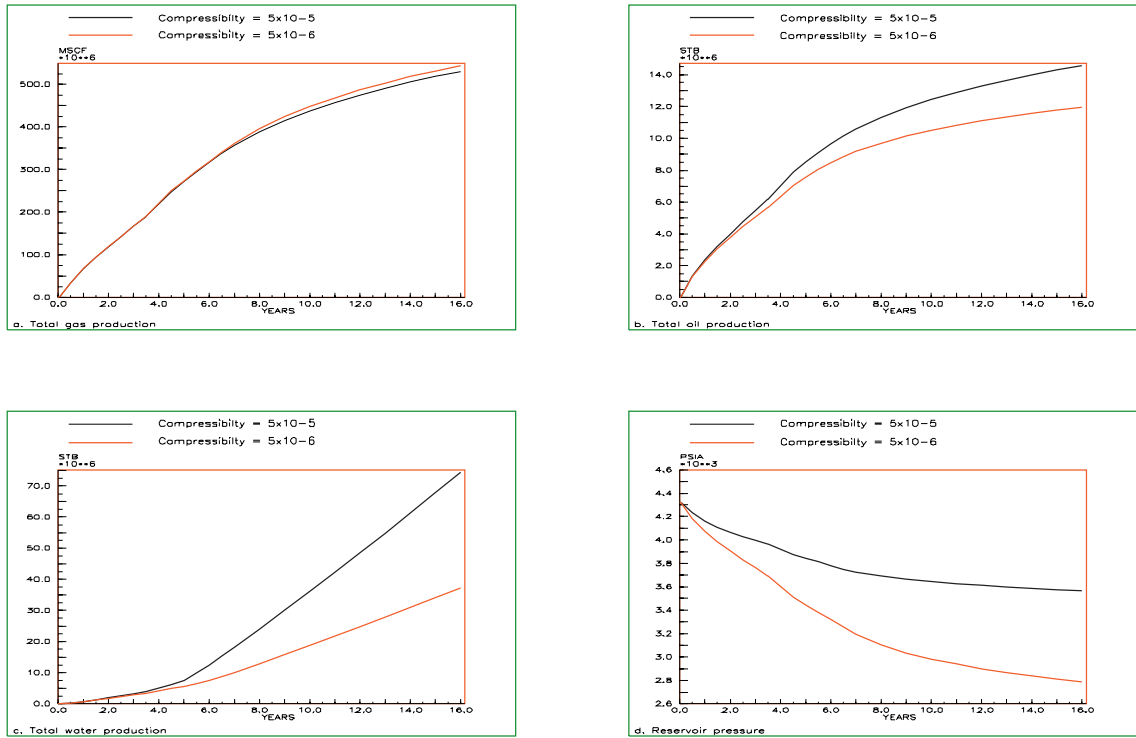 Compressibilty = 5x10-5
Compressibilty = 5x10-6
MSCF
*10**6
500.0
400.0
300.0
200.0
100.0
0.0
0.0 2.0 4.0 6.0 8.0 10.0 12.0 14.0 16.0
YEARS
a. Total gas production
Compressibilty = 5x10-5
Compressibilty = 5x10-6
STB
*10**6
14.0
12.0
10.0
8.0
6.0
4.0
2.0
0.0
0.0 2.0 4.0 6.0 8.0 10.0 12.0 14.0 16.0
YEARS
b. Total oil production
Compressibilty = 5x10-5
Compressibilty = 5x10-6
STB
*10**6
70.0
60.0
50.0
40.0
30.0
20.0
10.0
0.0
0.0 2.0 4.0 6.0 8.0 10.0 12.0 14.0 16.0
YEARS
c. Total water production
Compressibilty = 5x10-5
Compressibilty = 5x10-6
PSIA
*10**3
4.6
4.4
4.2
4.0
3.8
3.6
3.4
3.2
3.0
2.8
2.6
0.0 2.0 4.0 6.0 8.0 10.0 12.0 14.0 16.0
YEARS
d. Reservoir pressure